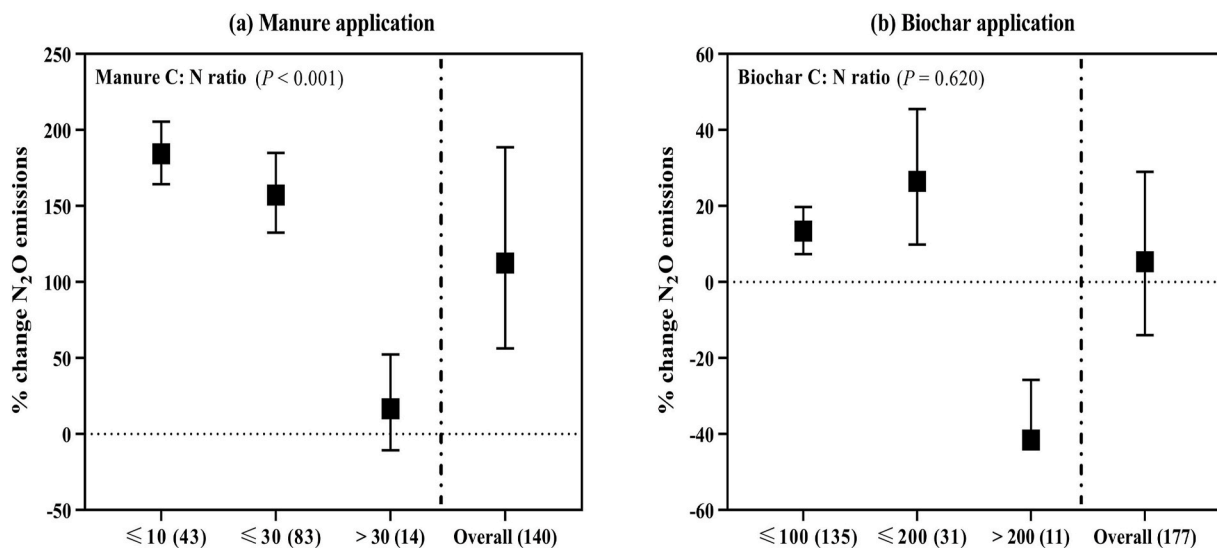 (a) Manure application
Manure C: N ratio (P < 0.001)
% change N₂O emissions
250
200
150
100
50
0
-50
≤ 10 (43)
≤ 30 (83)
> 30 (14)
Overall (140)
(b) Biochar application
Biochar C: N ratio (P = 0.620)
% change N₂O emissions
60
40
20
0
-20
-40
-60
≤ 100 (135)
≤ 200 (31)
> 200 (11)
Overall (177)